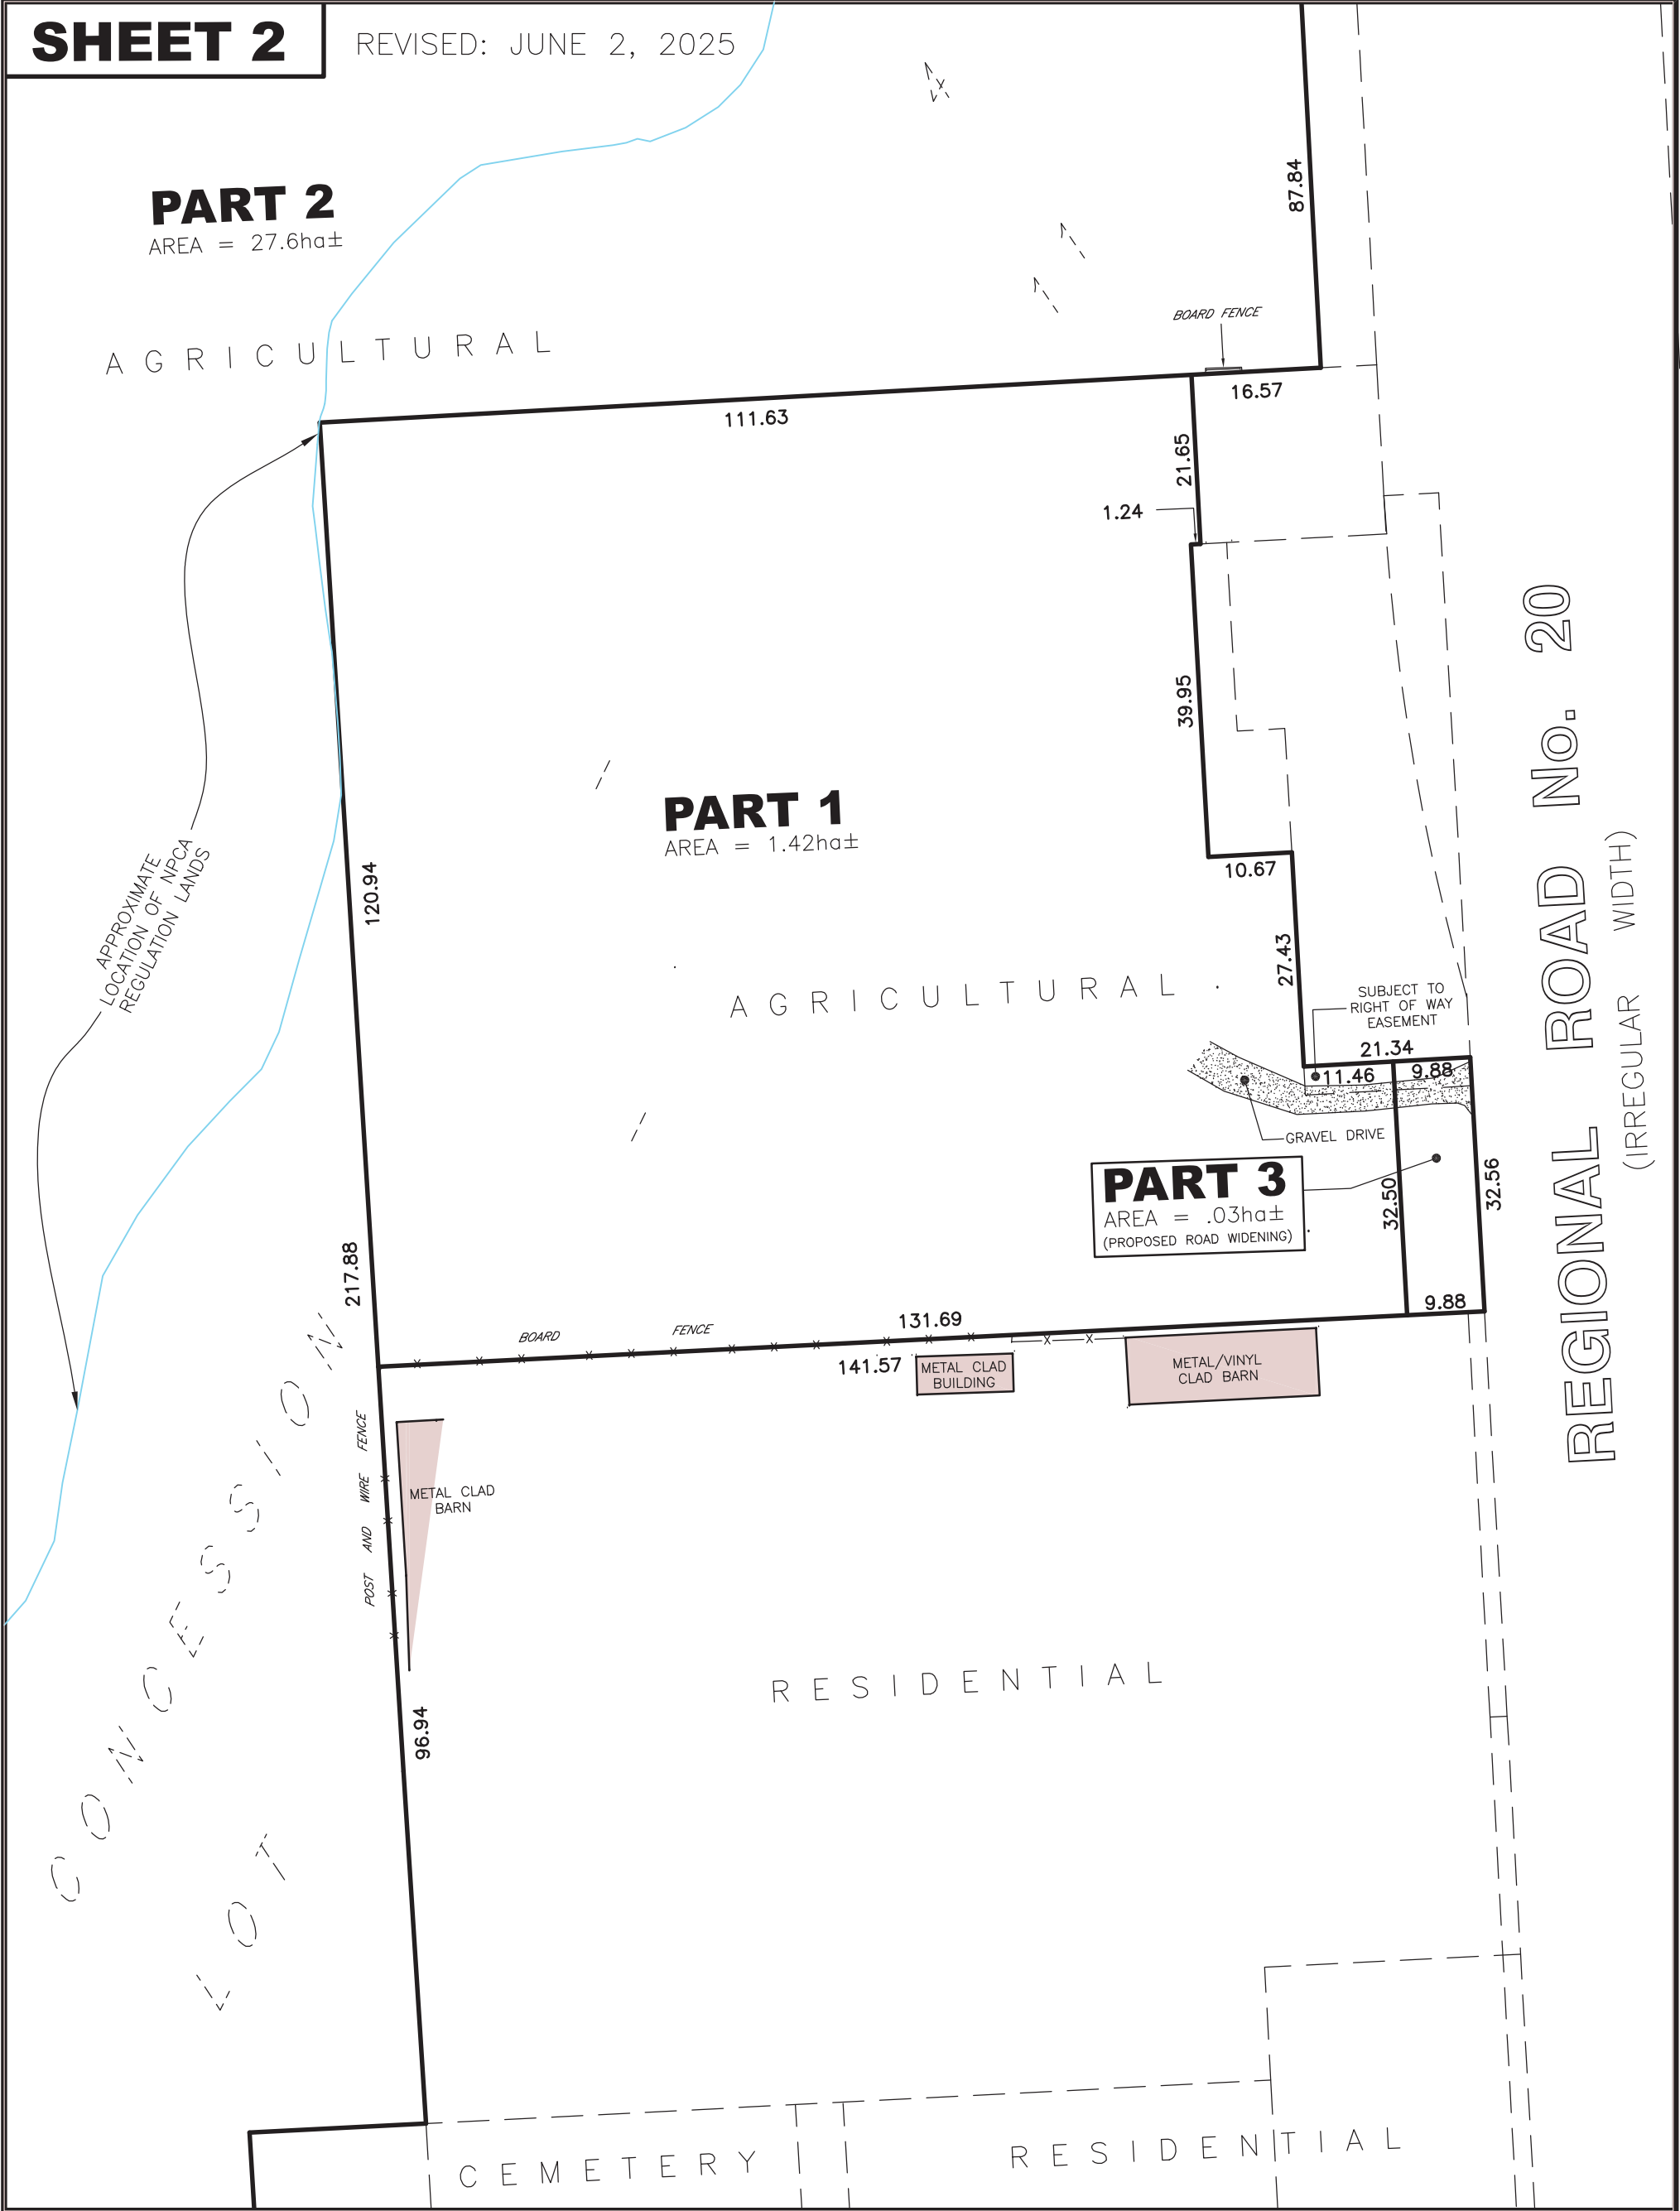 SHEET 2
REVISED: JUNE 2, 2025
PART 2
AREA = 27.6ha±
AGRICULTURAL
87.84
BOARD FENCE
16.57
111.63
21.65
1.24
39.95
PART 1
AREA = 1.42ha±
10.67
120.94
APPROXIMATE
LOCATION OF NPCA
REGULATION LANDS
27.43
AGRICULTURAL
SUBJECT TO
RIGHT OF WAY
EASEMENT
21.34
11.46
9.88
GRAVEL DRIVE
PART 3
AREA = .03ha±
(PROPOSED ROAD WIDENING)
32.50
32.56
REGIONAL ROAD No. 20
(IRREGULAR WIDTH)
217.88
9.88
131.69
BOARD FENCE
141.57
METAL CLAD
BUILDING
METAL/VINYL
CLAD BARN
POST AND WIRE FENCE
METAL CLAD
BARN
CONCESSION
LOT
RESIDENTIAL
96.94
CEMETERY
RESIDENTIAL